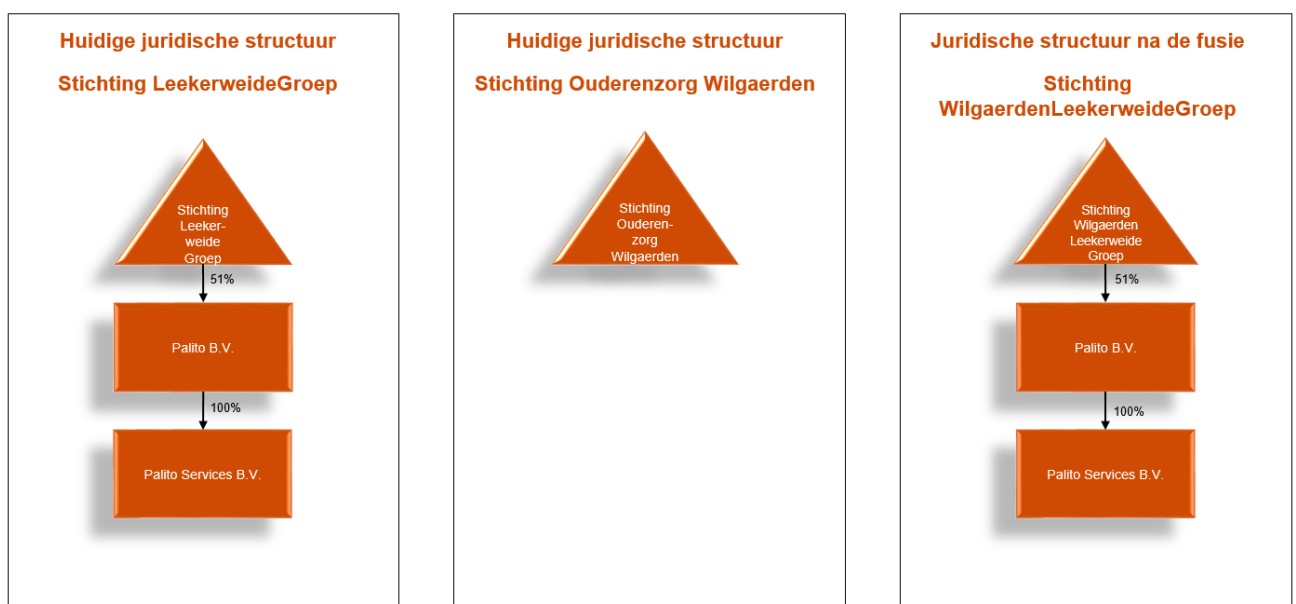 Huidige juridische structuur
Stichting LeekerweideGroep
Stichting
Leeker-
weide
Groep
51%
Palito B.V.
100%
Palito Services B.V.
Huidige juridische structuur
Stichting Ouderenzorg Wilgaerden
Stichting
Ouderen-
zorg
Wilgaerden
Juridische structuur na de fusie
Stichting
WilgaerdenLeekerweideGroep
Stichting
Wilgaerden
Leekerweide
Groep
51%
Palito B.V.
100%
Palito Services B.V.